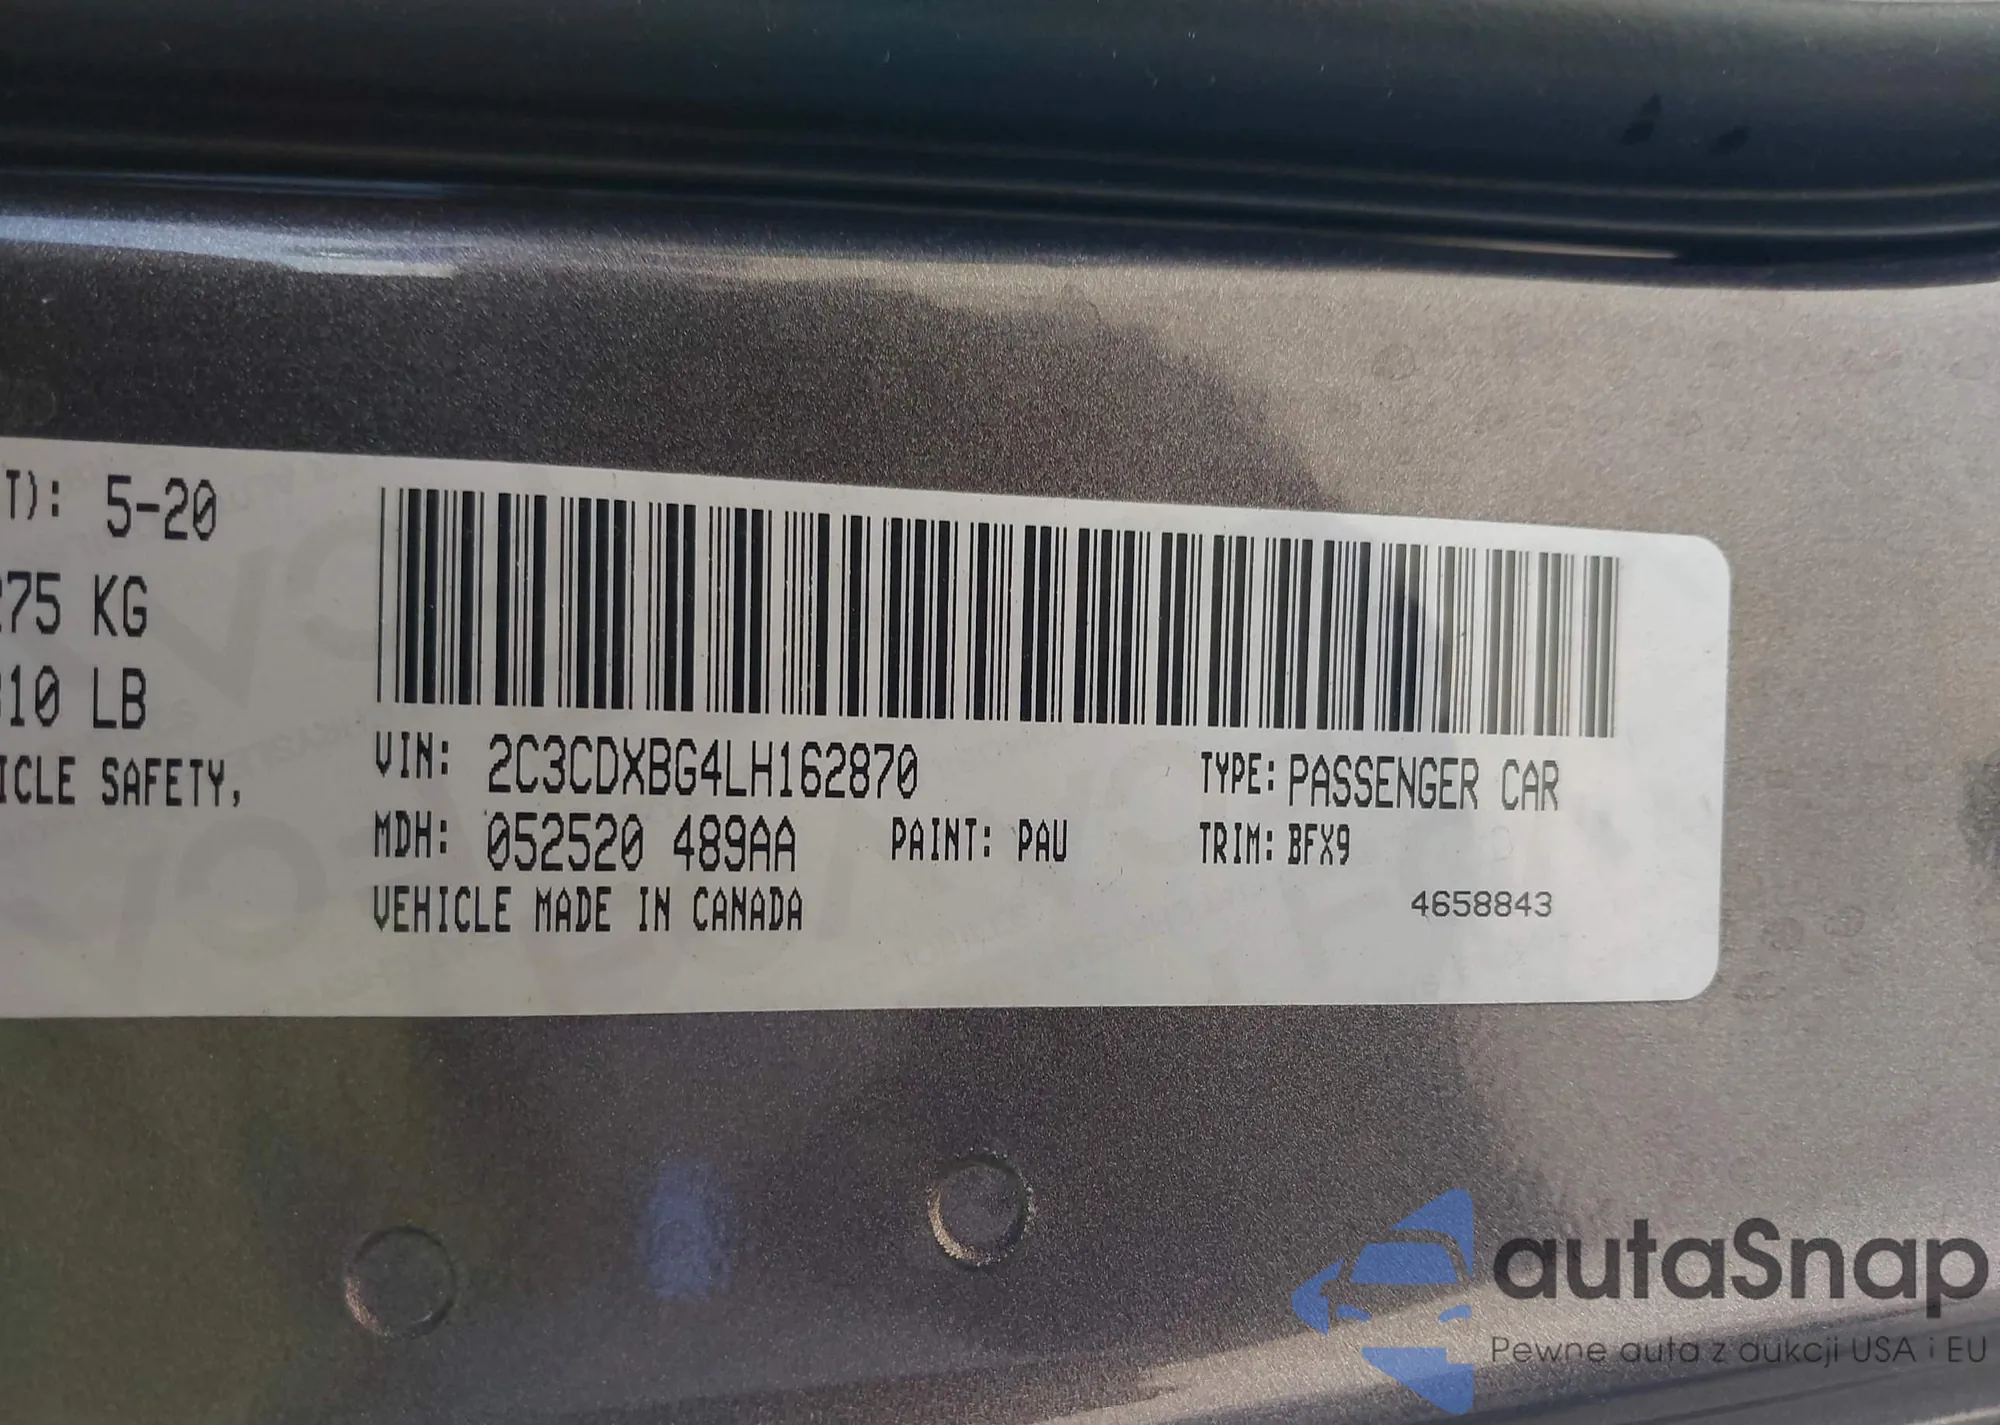 T): 5-20
275 KG
310 LB
ICLE SAFETY,
VIN: 2C3CDXBG4LH162870
TYPE: PASSENGER CAR
MDH: 052520 489AA PAINT: PAU TRIM: BFX9
VEHICLE MADE IN CANADA
4658843
autaSnap
Pewne auta z aukcji USA i EU